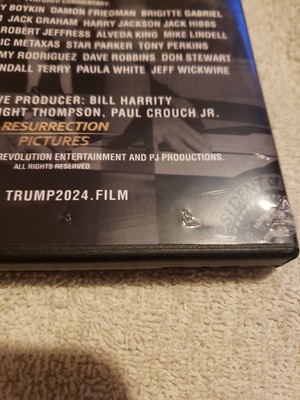 FEATURED COMMENTARY:
Y BOYKIN DAMON FRIEDMAN BRIGITTE GABRIEL
JACK GRAHAM HARRY JACKSON JACK HIBBS
ROBERT JEFFRESS ALVEDA KING MIKE LINDELL
IC METAXAS STAR PARKER TONY PERKINS
MY RODRIGUEZ DAVE ROBBINS DON STEWART
NDALL TERRY PAULA WHITE JEFF WICKWIRE
VE PRODUCER: BILL HARRITY
IGHT THOMPSON, PAUL CROUCH JR.
RESURRECTION
PICTURES
REVOLUTION ENTERTAINMENT AND PJ PRODUCTIONS.
ALL RIGHTS RESERVED
TRUMP2024.FILM